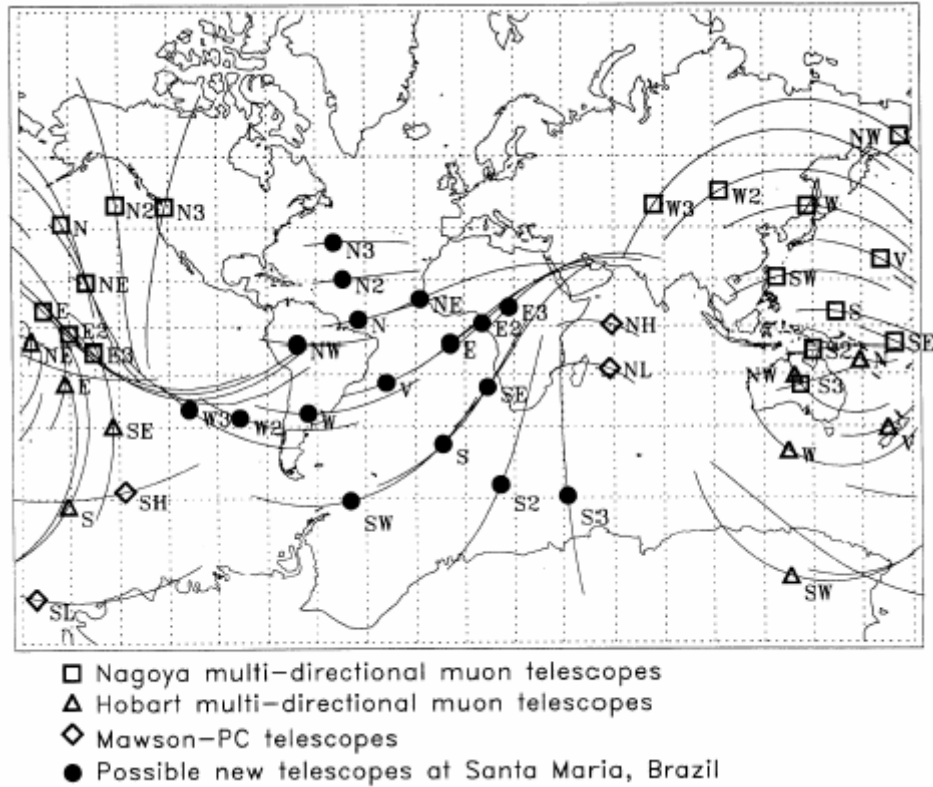 NW
N2
N3
N
W3
W2
W
N3
V
NE
N2
SW
NE
E3
E
N
E2
S
NH
E2
NE
E3
NW
E
SE
S2
N
NL
NW
E
V
SE
S3
W3
W2
W
SE
V
S
W
S
SH
SW
S2
S3
SL
SW
Nagoya multi-directional muon telescopes
Hobart multi-directional muon telescopes
Mawson-PC telescopes
Possible new telescopes at Santa Maria, Brazil